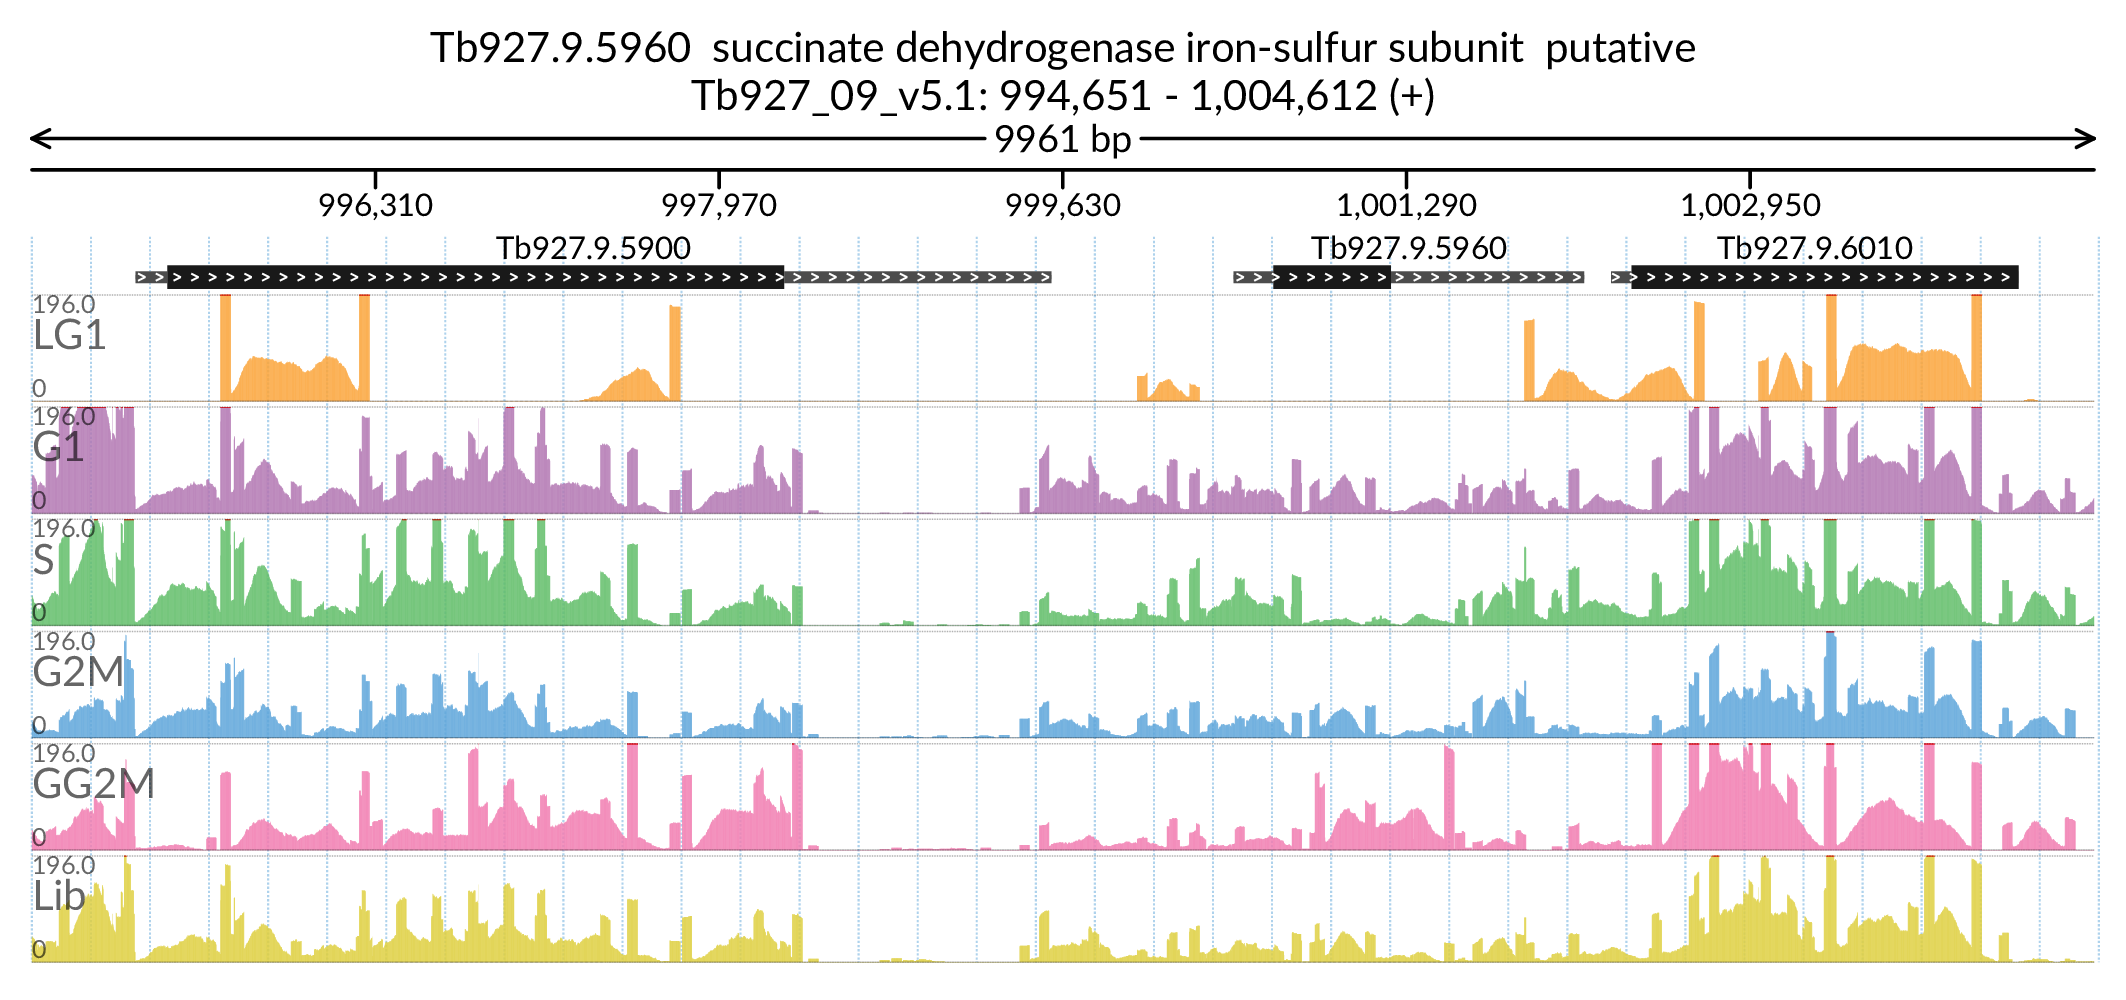 Tb927.9.5960 succinate dehydrogenase iron-sulfur subunit putative
Tb927_09_v5.1: 994,651 - 1,004,612 (+)
9961 bp
996,310 997,970 999,630 1,001,290 1,002,950
Tb927.9.5900 Tb927.9.5960 Tb927.9.6010
196.0
LG1
0
196.0
G1
0
196.0
S
0
196.0
G2M
0
196.0
GG2M
0
196.0
Lib
0